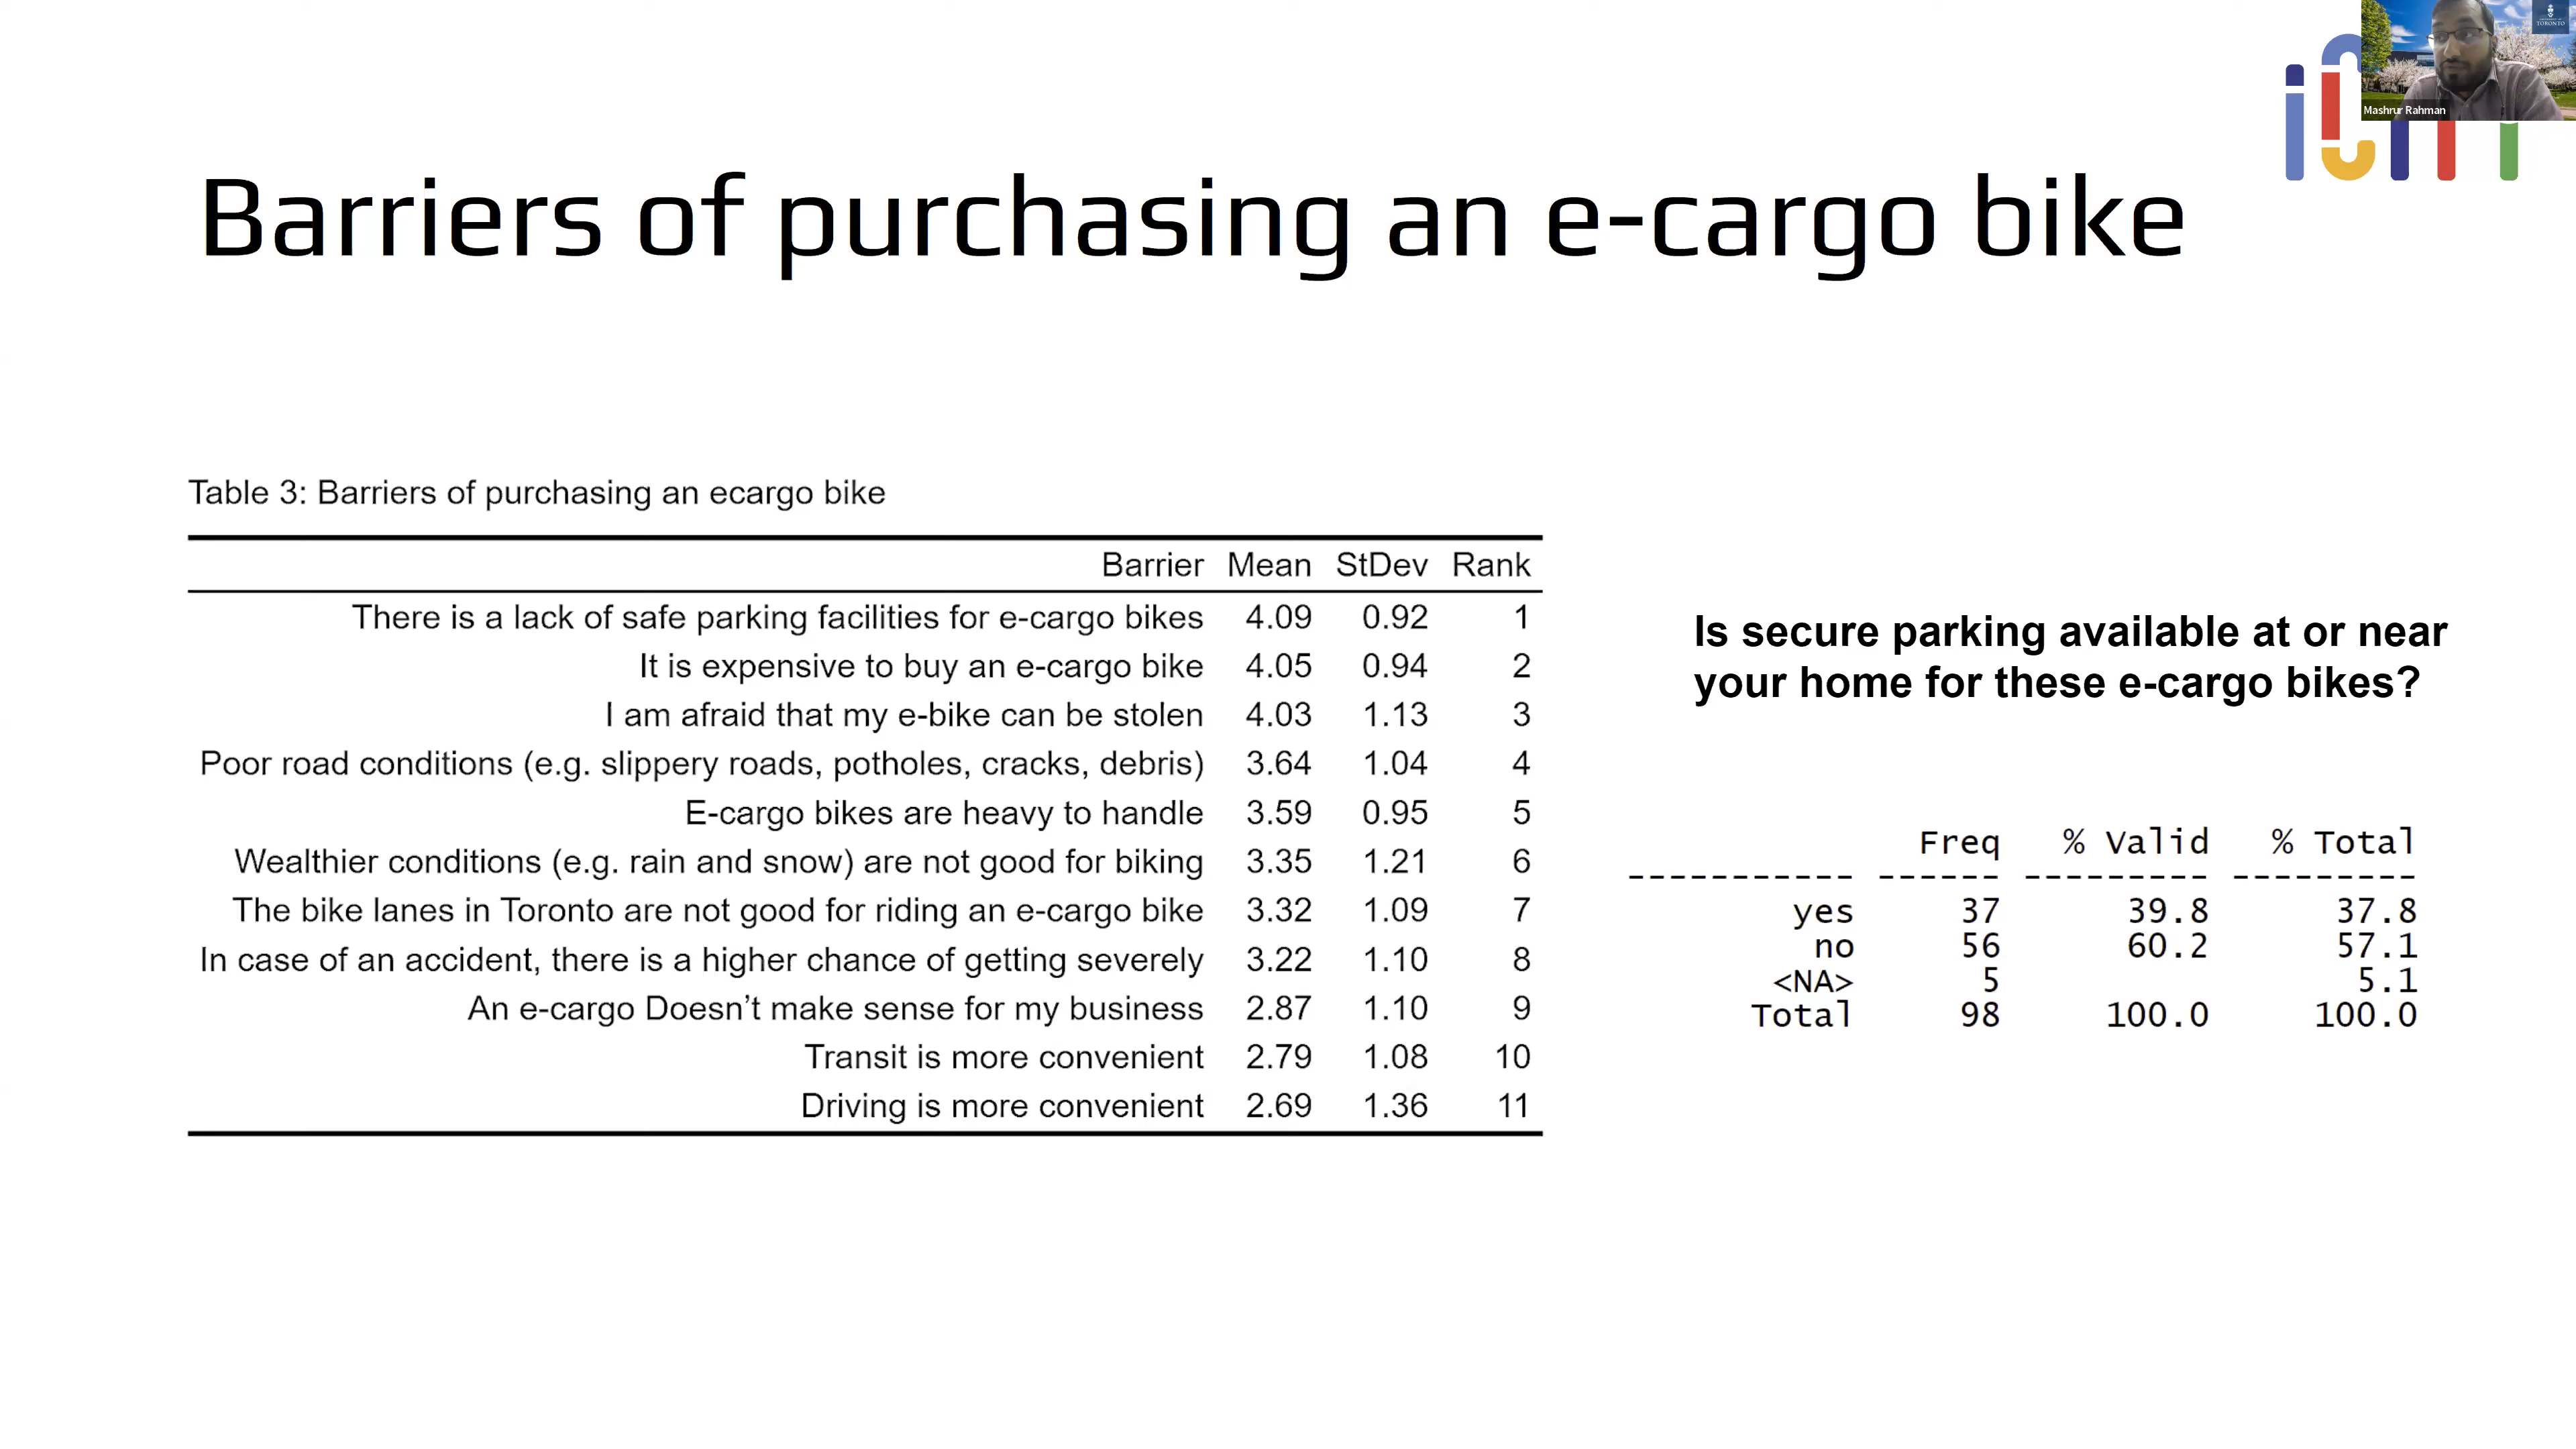 TORONTO
Mashrur Rahman
Barriers of purchasing an e-cargo bike
Table 3: Barriers of purchasing an ecargo bike
Barrier Mean StDev Rank
There is a lack of safe parking facilities for e-cargo bikes 4.09 0.92 1
It is expensive to buy an e-cargo bike 4.05 0.94 2
I am afraid that my e-bike can be stolen 4.03 1.13 3
Poor road conditions (e.g. slippery roads, potholes, cracks, debris) 3.64 1.04 4
E-cargo bikes are heavy to handle 3.59 0.95 5
Wealthier conditions (e.g. rain and snow) are not good for biking 3.35 1.21 6
The bike lanes in Toronto are not good for riding an e-cargo bike 3.32 1.09 7
In case of an accident, there is a higher chance of getting severely 3.22 1.10 8
An e-cargo Doesn’t make sense for my business 2.87 1.10 9
Transit is more convenient 2.79 1.08 10
Driving is more convenient 2.69 1.36 11
Is secure parking available at or near
your home for these e-cargo bikes?
Freq % Valid % Total
----------- ------ --------- ---------
yes 37 39.8 37.8
no 56 60.2 57.1
<NA> 5 5.1
Total 98 100.0 100.0